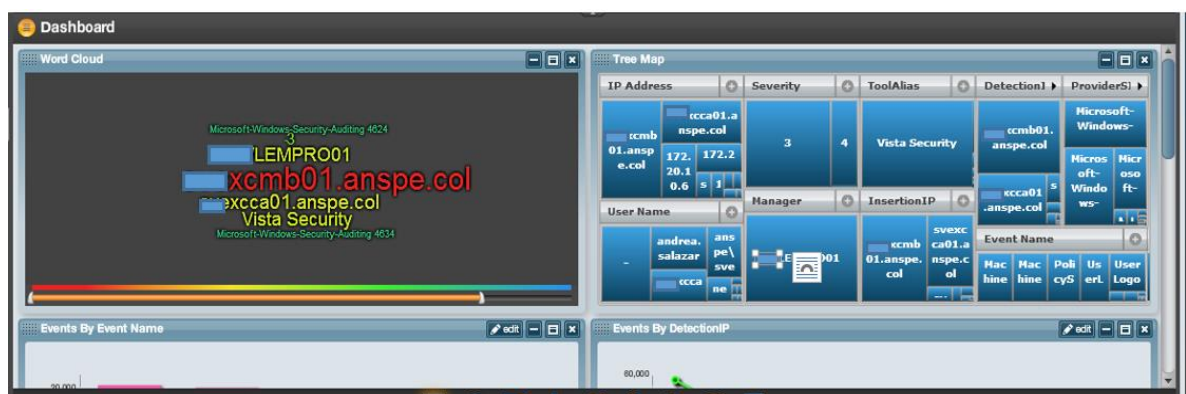 Dashboard
Word Cloud
Microsoft-Windows-Security-Auditing 4624
3
LEMPRO01
xcmb01.anspe.col
excca01.anspe.col
Vista Security
Microsoft-Windows-Security-Auditing 4634
Tree Map
IP Address
Severity
ToolAlias
DetectionI
ProviderSI
ccmb
01.ansp
e.col
ccca01.a
nspe.col
172.
20.1
0.6
172.2
s
1
3
4
Vista Security
ccmb01.
anspe.col
xcca01
.anspe.col
s
Microsoft-
Windows-
Micros
oft-
Windo
ws-
Micr
oso
ft-
User Name
Manager
InsertionIP
Event Name
-
andrea.
salazar
ans
pe\
sve
ccca
ne
E
01
ccmb
01.anspe.
col
svexc
ca01.a
nspe.c
ol
Mac
hine
Mac
hine
Poli
cyS
Us
erL
User
Logo
Events By Event Name
edit
Events By DetectionIP
edit
60,000